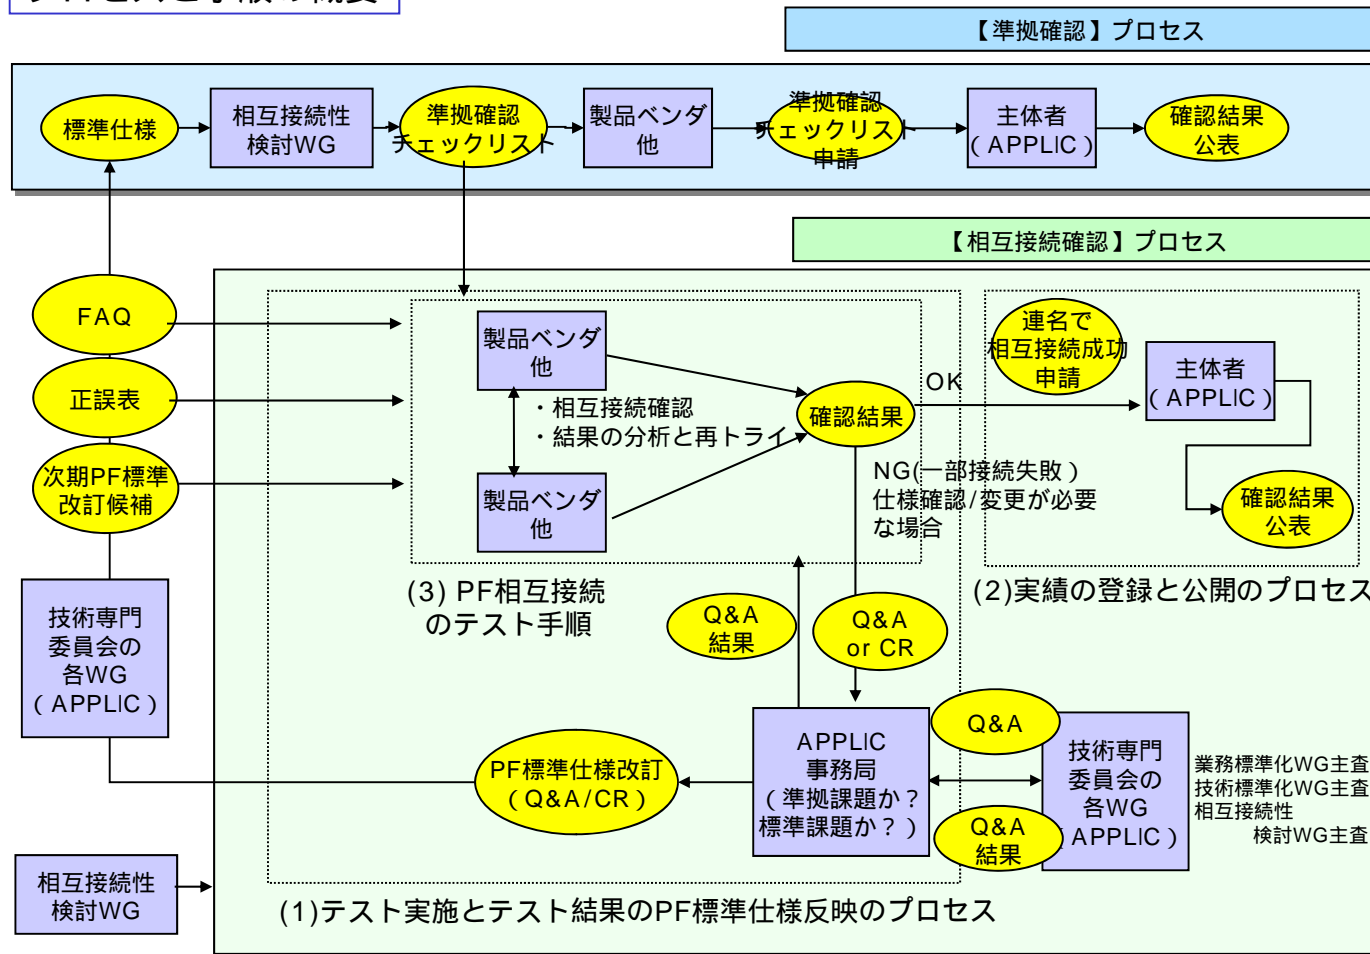 プロセスと手順の概要
【準拠確認】プロセス
標準仕様
相互接続性
検討WG
準拠確認
チェックリスト
製品ベンダ
他
準拠確認
チェックリスト
申請
主体者
（APPLIC）
確認結果
公表
【相互接続確認】プロセス
FAQ
正誤表
次期PF標準
改訂候補
技術専門
委員会の
各WG
（APPLIC）
相互接続性
検討WG
製品ベンダ
他
・相互接続確認
・結果の分析と再トライ
製品ベンダ
他
確認結果
OK
NG(一部接続失敗）
仕様確認/変更が必要
な場合
連名で
相互接続成功
申請
主体者
（APPLIC）
確認結果
公表
(2)実績の登録と公開のプロセス
(3) PF相互接続
のテスト手順
Q&A
結果
Q&A
or CR
PF標準仕様改訂
（Q&A/CR）
APPLIC
事務局
（準拠課題か？
標準課題か？）
Q&A
Q&A
結果
技術専門
委員会の
各WG
（APPLIC）
業務標準化WG主査
技術標準化WG主査
相互接続性
検討WG主査
(1)テスト実施とテスト結果のPF標準仕様反映のプロセス